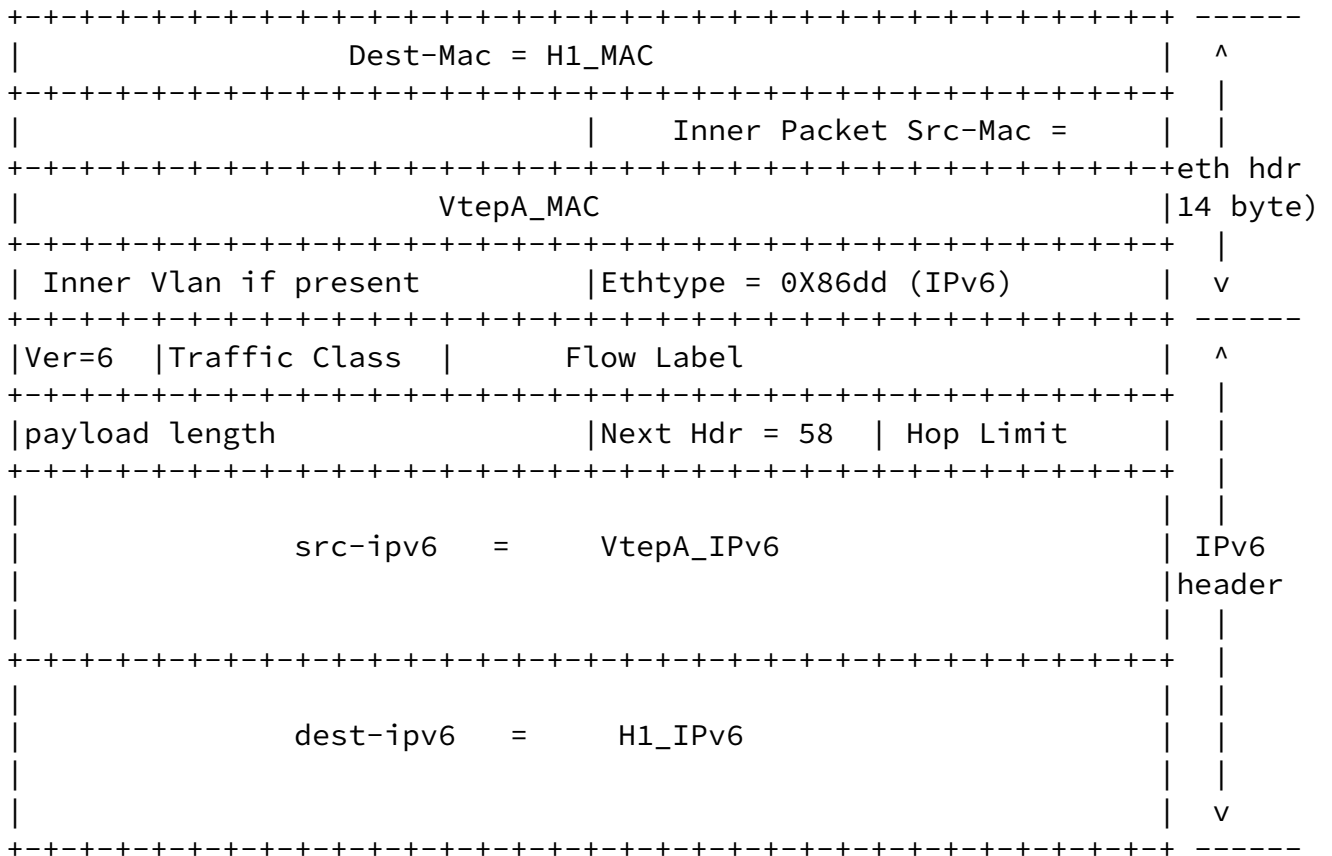 +-+-+-+-+-+-+-+-+-+-+-+-+-+-+-+-+-+-+-+-+-+-+-+-+-+-+-+-+-+-+-+-+ ------
|                  Dest-Mac = H1_MAC                            |  ^
+-+-+-+-+-+-+-+-+-+-+-+-+-+-+-+-+-+-+-+-+-+-+-+-+-+-+-+-+-+-+-+-+  |
|                               |    Inner Packet Src-Mac =     |  |
+-+-+-+-+-+-+-+-+-+-+-+-+-+-+-+-+-+-+-+-+-+-+-+-+-+-+-+-+-+-+-+-+eth hdr
|                       VtepA_MAC                               |14 byte)
+-+-+-+-+-+-+-+-+-+-+-+-+-+-+-+-+-+-+-+-+-+-+-+-+-+-+-+-+-+-+-+-+  |
| Inner Vlan if present         |Ethtype = 0X86dd (IPv6)        |  v
+-+-+-+-+-+-+-+-+-+-+-+-+-+-+-+-+-+-+-+-+-+-+-+-+-+-+-+-+-+-+-+-+ ------
|Ver=6  |Traffic Class  |      Flow Label                       |  ^
+-+-+-+-+-+-+-+-+-+-+-+-+-+-+-+-+-+-+-+-+-+-+-+-+-+-+-+-+-+-+-+-+  |
|payload length                 |Next Hdr = 58  | Hop Limit     |  |
+-+-+-+-+-+-+-+-+-+-+-+-+-+-+-+-+-+-+-+-+-+-+-+-+-+-+-+-+-+-+-+-+  |
|                                                               |  |
|               src-ipv6   =     VtepA_IPv6                     | IPv6
|                                                               |header
|                                                               |  |
+-+-+-+-+-+-+-+-+-+-+-+-+-+-+-+-+-+-+-+-+-+-+-+-+-+-+-+-+-+-+-+-+  |
|                                                               |  |
|               dest-ipv6   =     H1_IPv6                       |  |
|                                                               |  |
|                                                               |  v
+-+-+-+-+-+-+-+-+-+-+-+-+-+-+-+-+-+-+-+-+-+-+-+-+-+-+-+-+-+-+-+-+ ------